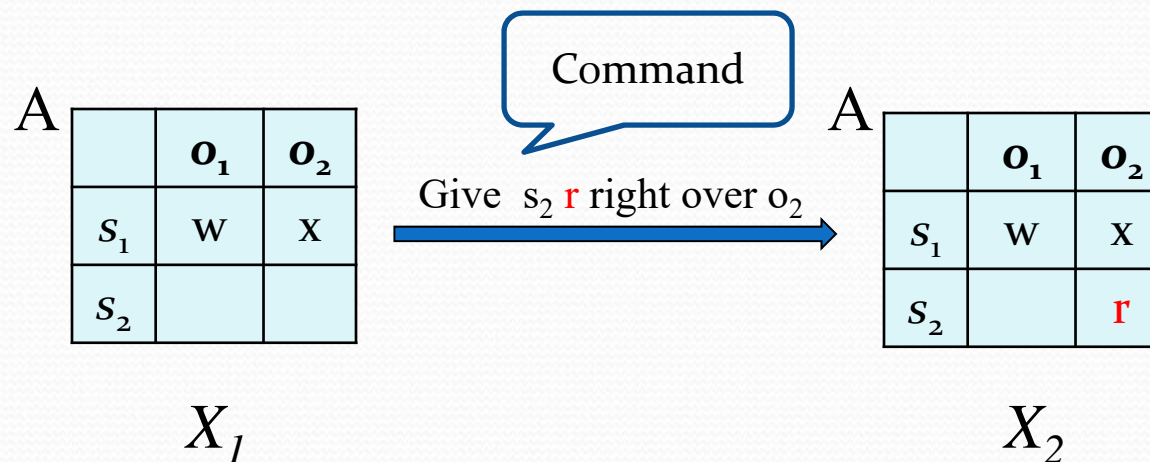 Command
A
A
o₁ o₂
s₁ w x
s₂
Give s₂ r right over o₂
o₁ o₂
s₁ w x
s₂ r
X₁
X₂